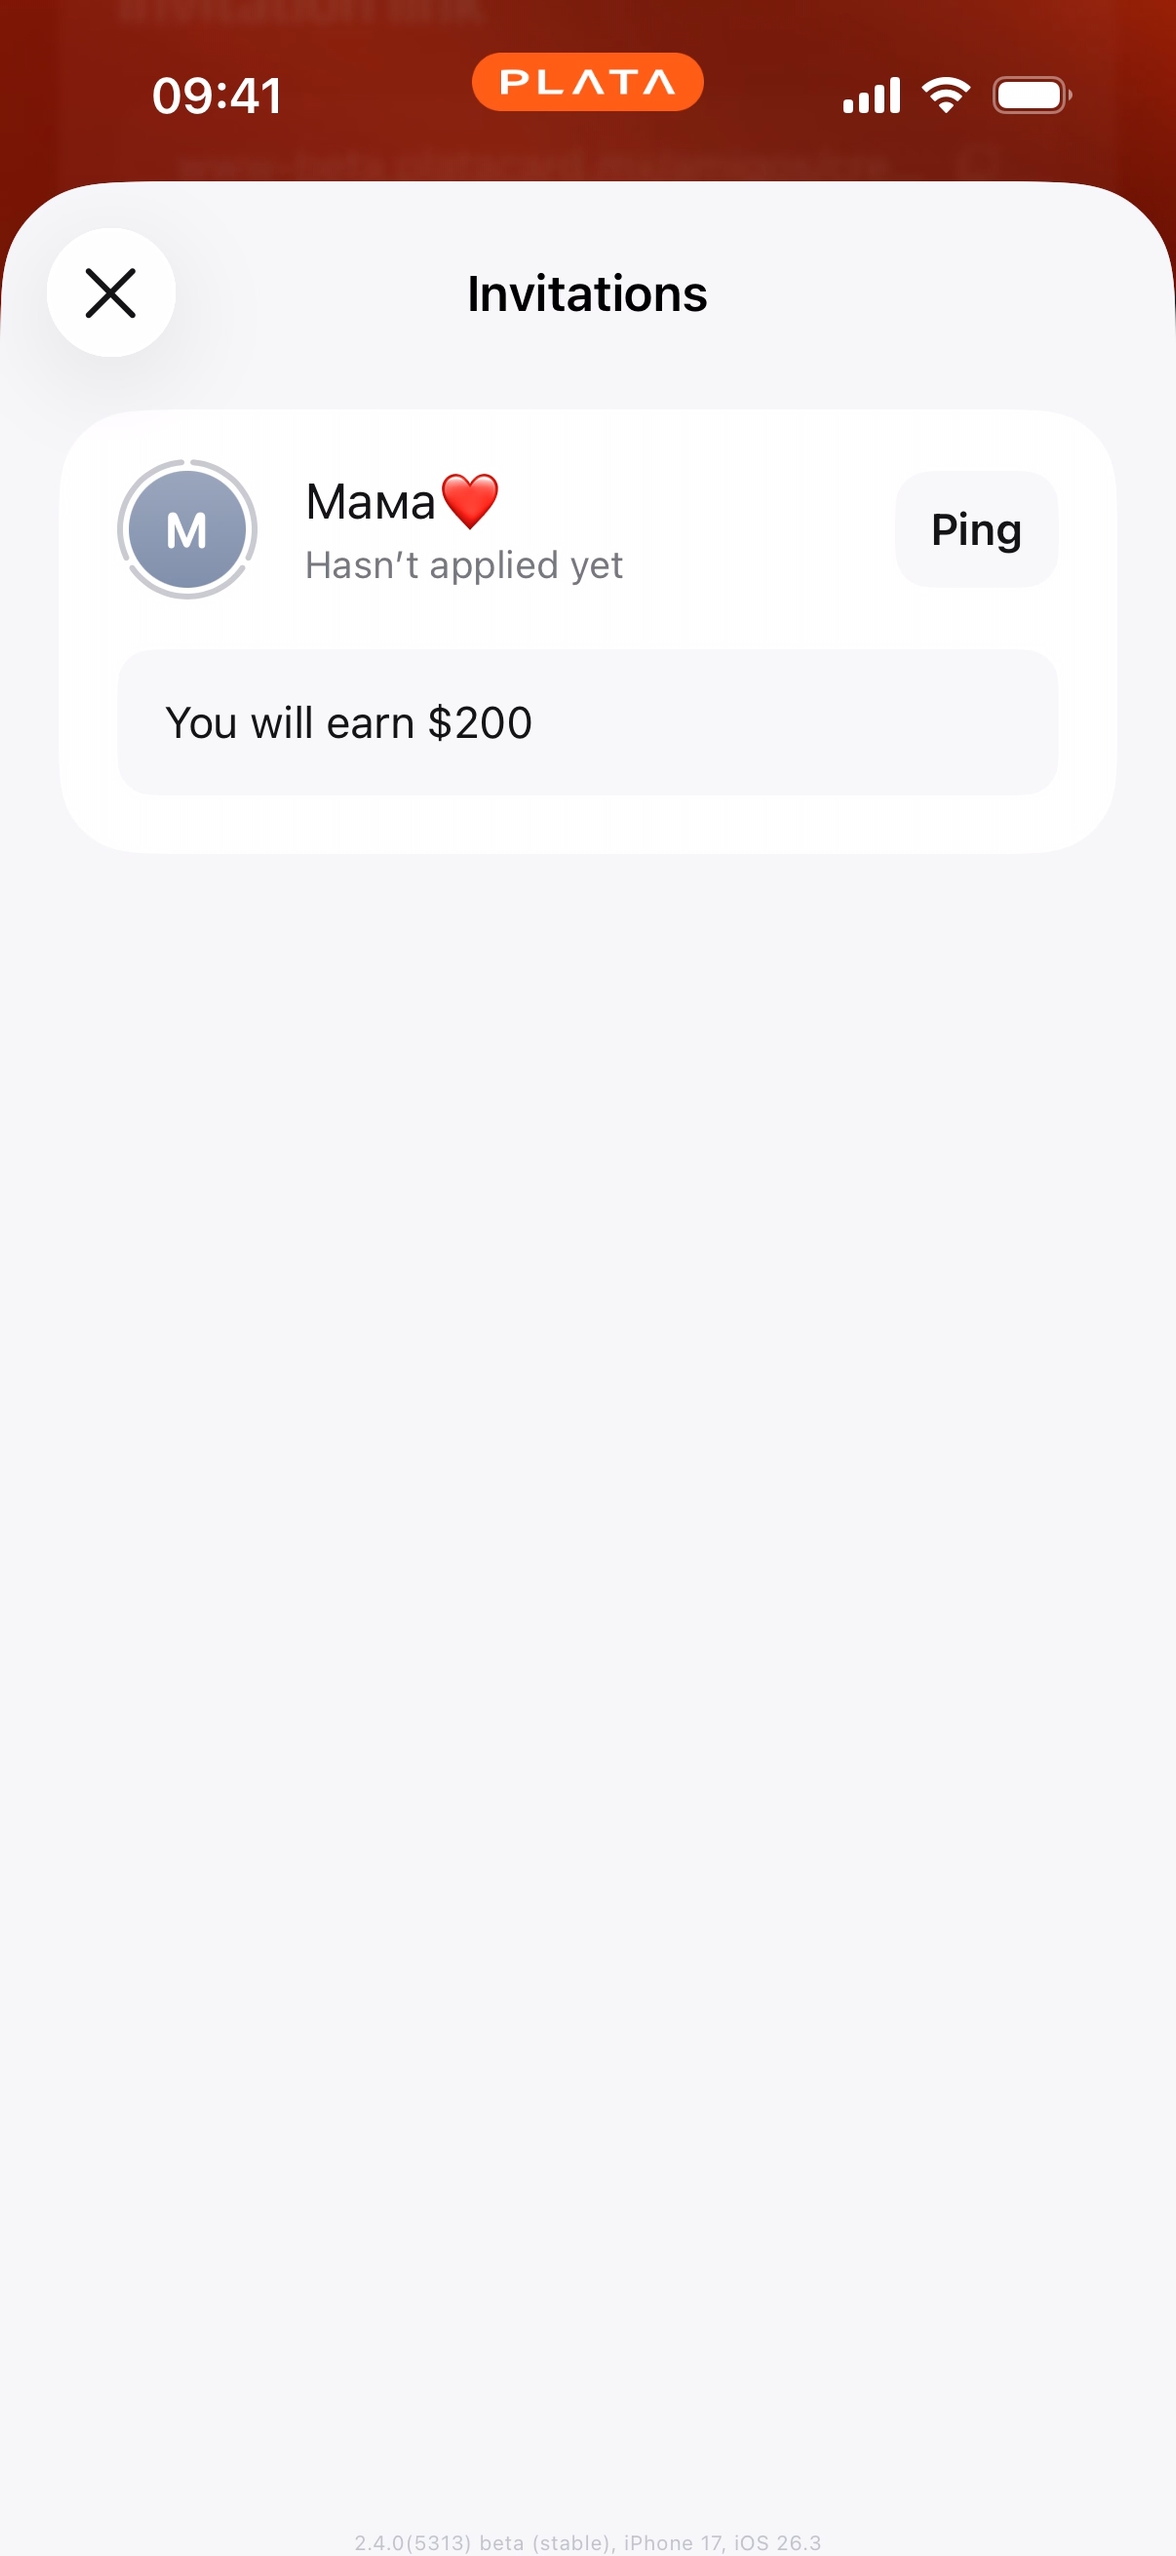 09:41
PLATA
Invitations
M
Мама❤️
Hasn’t applied yet
Ping
You will earn $200
2.4.0(5313) beta (stable), iPhone 17, iOS 26.3